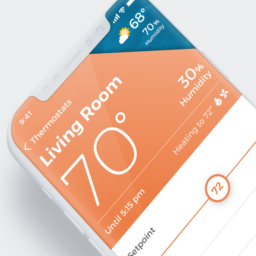 9:41
68°
70%
Humidity
Thermostats
Living Room
70°
30%
Humidity
Heating to 72°
Until 5:15 pm
72
Setpoint